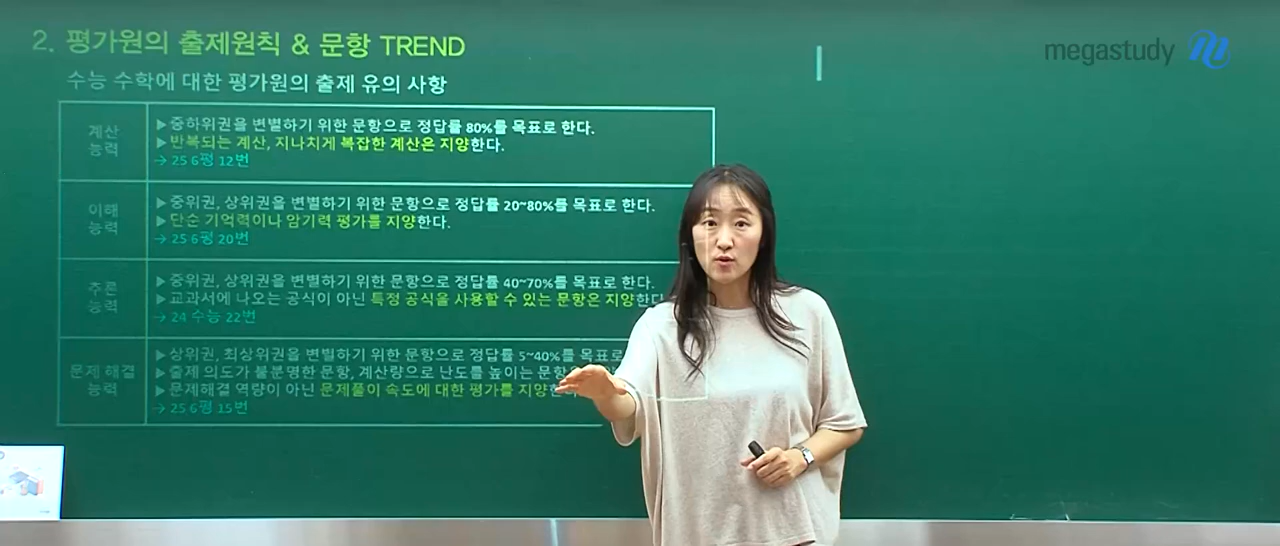 2. 평가원의 출제원칙 & 문항 TREND
megastudy
수능 수학에 대한 평가원의 출제 유의 사항
계산
능력
▶중하위권을 변별하기 위한 문항으로 정답률 80%를 목표로 한다.
▶반복되는 계산, 지나치게 복잡한 계산은 지양한다.
→ 25 6평 12번
이해
능력
▶중위권, 상위권을 변별하기 위한 문항으로 정답률 20~80%를 목표로 한다.
▶단순 기억력이나 암기력 평가를 지양한다.
→ 25 6평 20번
추론
능력
▶중위권, 상위권을 변별하기 위한 문항으로 정답률 40~70%를 목표로 한다.
▶교과서에 나오는 공식이 아닌 특정 공식을 사용할 수 있는 문항은 지양한다
→ 24 수능 22번
문제 해결
능력
▶상위권, 최상위권을 변별하기 위한 문항으로 정답률 5~40%를 목표로
▶출제 의도가 불분명한 문항, 계산량으로 난도를 높이는 문항
▶문제해결 역량이 아닌 문제풀이 속도에 대한 평가를 지양한
→ 25 6평 15번